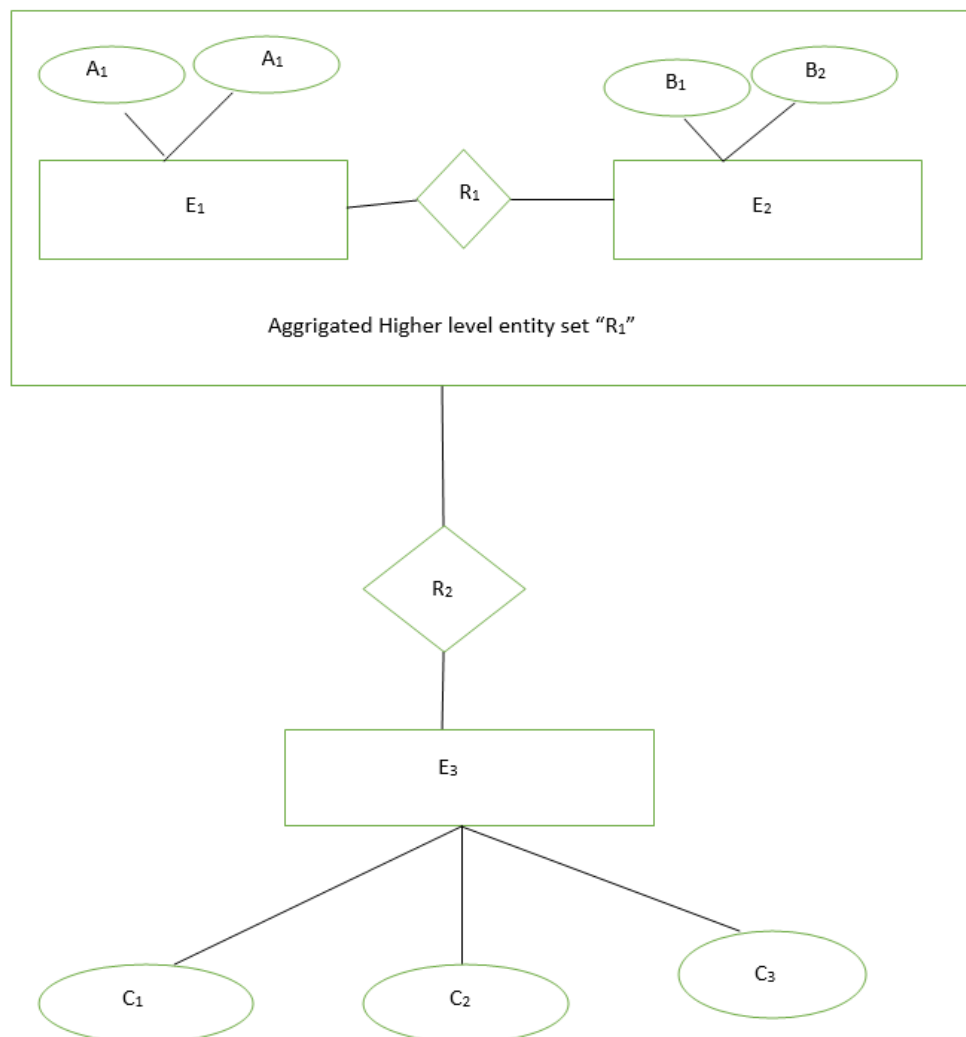 A₁
A₁
B₁
B₂
E₁
R₁
E₂
Aggrigated Higher level entity set “R₁”
R₂
E₃
C₁
C₂
C₃